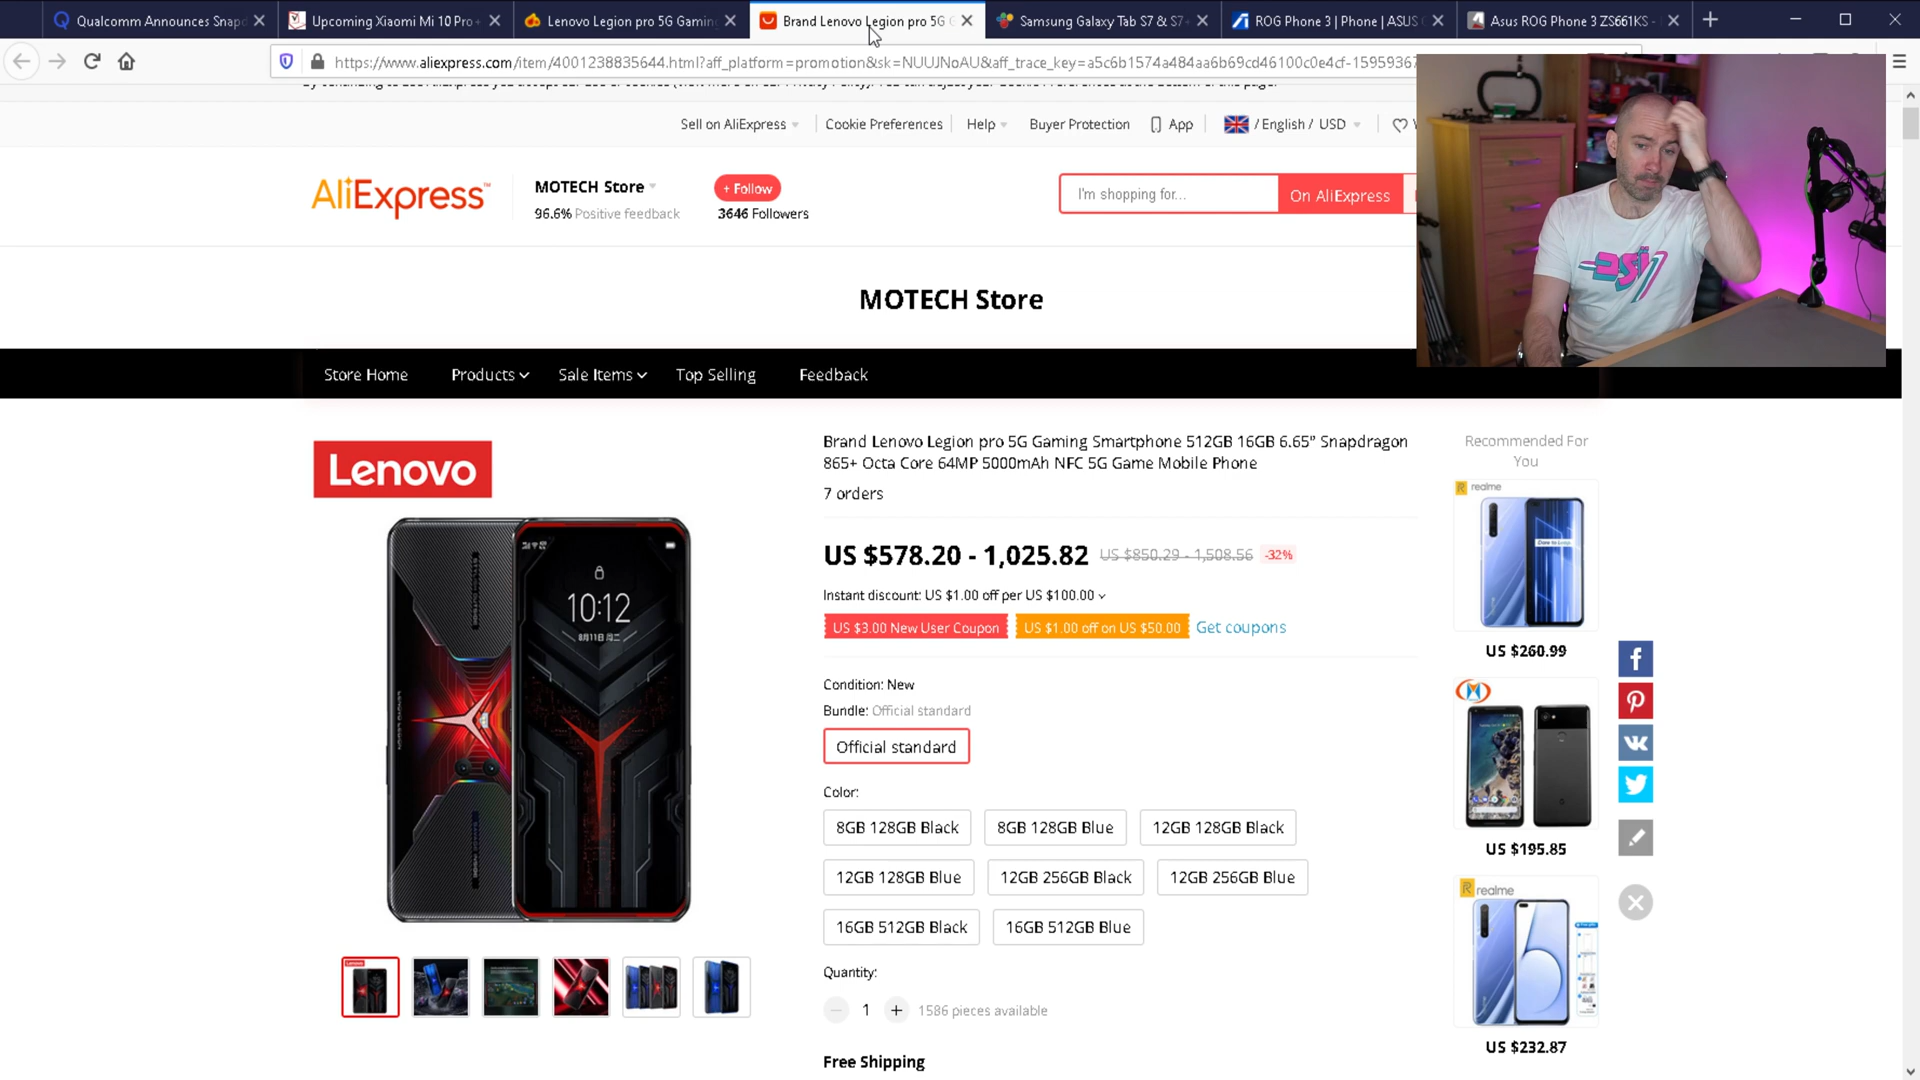 Qualcomm Announces Snap
Upcoming Xiaomi Mi 10 Pro
Lenovo Legion pro 5G Gamin
Brand Lenovo Legion pro 5G G
Samsung Galaxy Tab S7 & S7
ROG Phone 3 | Phone | ASUS
Asus ROG Phone 3 ZS661KS -
https://www.aliexpress.com/item/4001238835644.html?aff_platform=promotion&sk=NUUJNoAU&aff_trace_key=a5c6b1574a484aa6b69cd46100c0e4cf-1595936
Sell on AliExpress
Cookie Preferences
Help
Buyer Protection
App
/ English / USD
AliExpress™
MOTECH Store
96.6% Positive feedback
+ Follow
3646 Followers
I'm shopping for...
On AliExpress
MOTECH Store
Store Home
Products
Sale Items
Top Selling
Feedback
Lenovo
10:12
8月11日 周二
Brand Lenovo Legion pro 5G Gaming Smartphone 512GB 16GB 6.65" Snapdragon
865+ Octa Core 64MP 5000mAh NFC 5G Game Mobile Phone
7 orders
US $578.20 - 1,025.82
US $850.29 - 1,508.56
-32%
Instant discount: US $1.00 off per US $100.00
US $3.00 New User Coupon
US $1.00 off on US $50.00
Get coupons
Condition: New
Bundle: Official standard
Official standard
Color:
8GB 128GB Black
8GB 128GB Blue
12GB 128GB Black
12GB 128GB Blue
12GB 256GB Black
12GB 256GB Blue
16GB 512GB Black
16GB 512GB Blue
Quantity:
1
1586 pieces available
Free Shipping
Recommended For
You
realme
US $260.99
US $195.85
realme
US $232.87